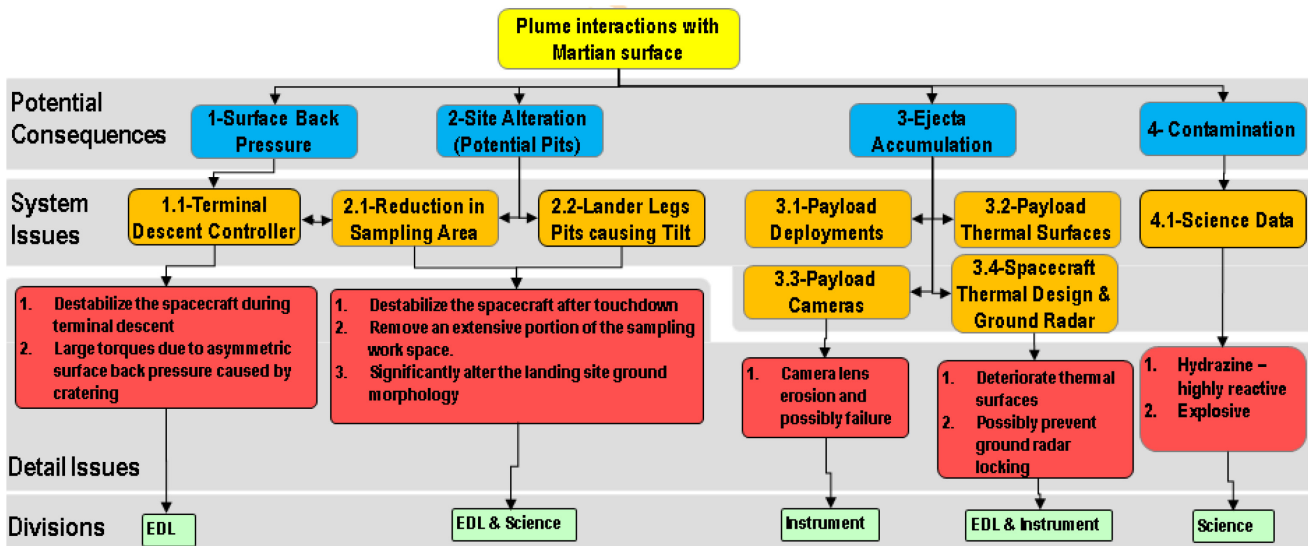 Plume interactions with
Martian surface
Potential
Consequences
1-Surface Back
Pressure
2-Site Alteration
(Potential Pits)
3-Ejecta
Accumulation
4- Contamination
System
Issues
1.1-Terminal
Descent Controller
2.1-Reduction in
Sampling Area
2.2-Lander Legs
Pits causing Tilt
3.1-Payload
Deployments
3.2-Payload
Thermal Surfaces
4.1-Science Data
3.3-Payload
Cameras
3.4-Spacecraft
Thermal Design &
Ground Radar
1. Destabilize the spacecraft during
terminal descent
2. Large torques due to asymmetric
surface back pressure caused by
cratering
1. Destabilize the spacecraft after touchdown
2. Remove an extensive portion of the sampling
work space.
3. Significantly alter the landing site ground
morphology
1. Camera lens
erosion and
possibly failure
1. Deteriorate thermal
surfaces
2. Possibly prevent
ground radar
locking
1. Hydrazine –
highly reactive
2. Explosive
Detail Issues
Divisions
EDL
EDL & Science
Instrument
EDL & Instrument
Science